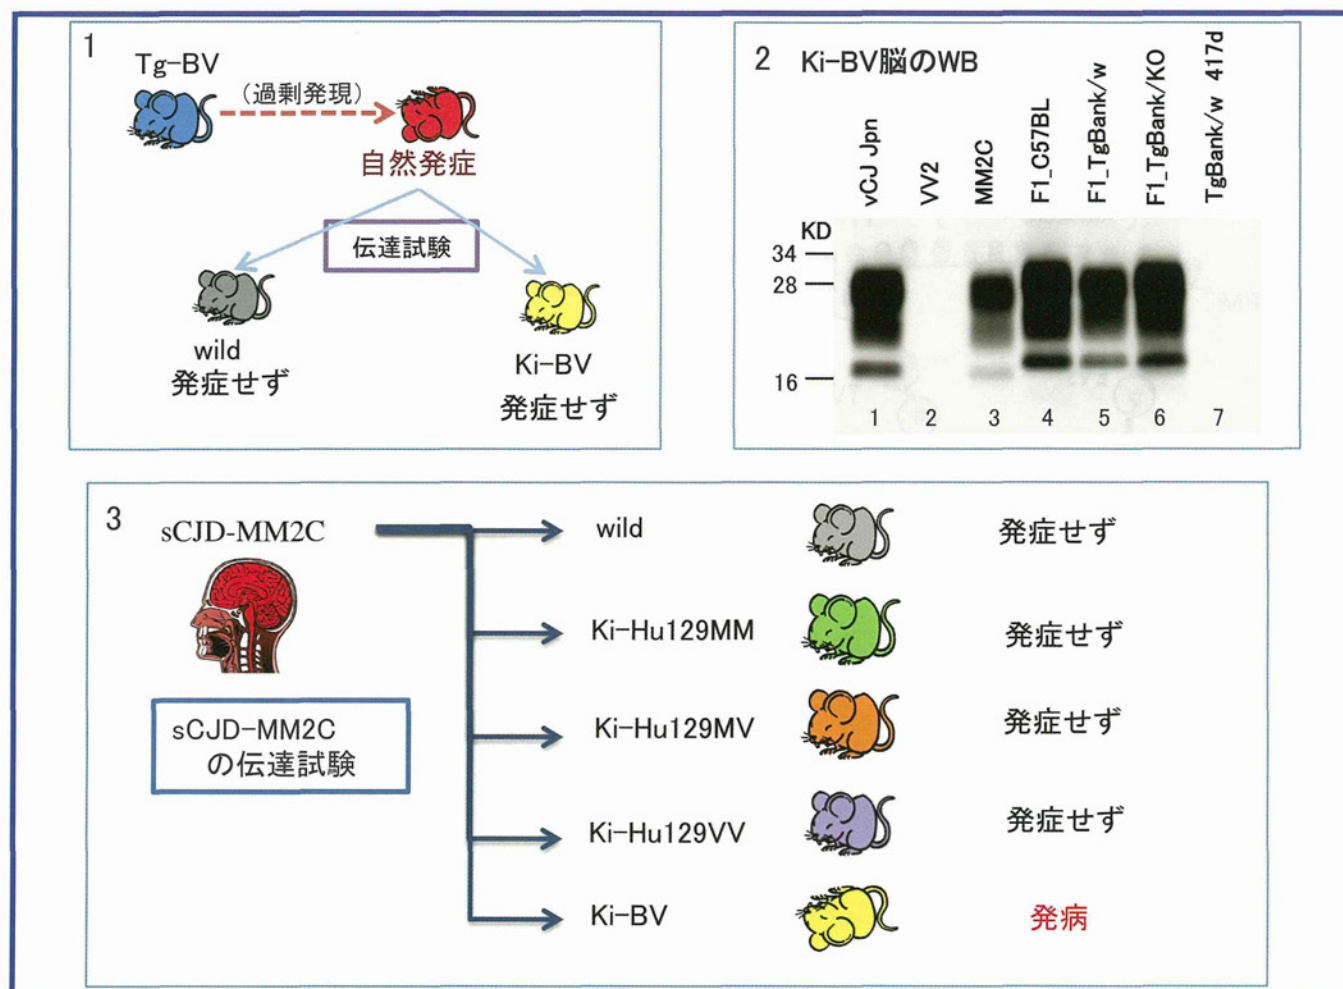 1
Tg-BV
(過剰発現)
自然発症
伝達試験
wild
発症せず
Ki-BV
発症せず
2 Ki-BV脳のWB
vCJ Jpn
VV2
MM2C
F1_C57BL
F1_TgBank/w
F1_TgBank/KO
TgBank/w 417d
KD
34
28
16
1 2 3 4 5 6 7
3
sCJD-MM2C
sCJD-MM2C
の伝達試験
wild 発症せず
Ki-Hu129MM 発症せず
Ki-Hu129MV 発症せず
Ki-Hu129VV 発症せず
Ki-BV 発病